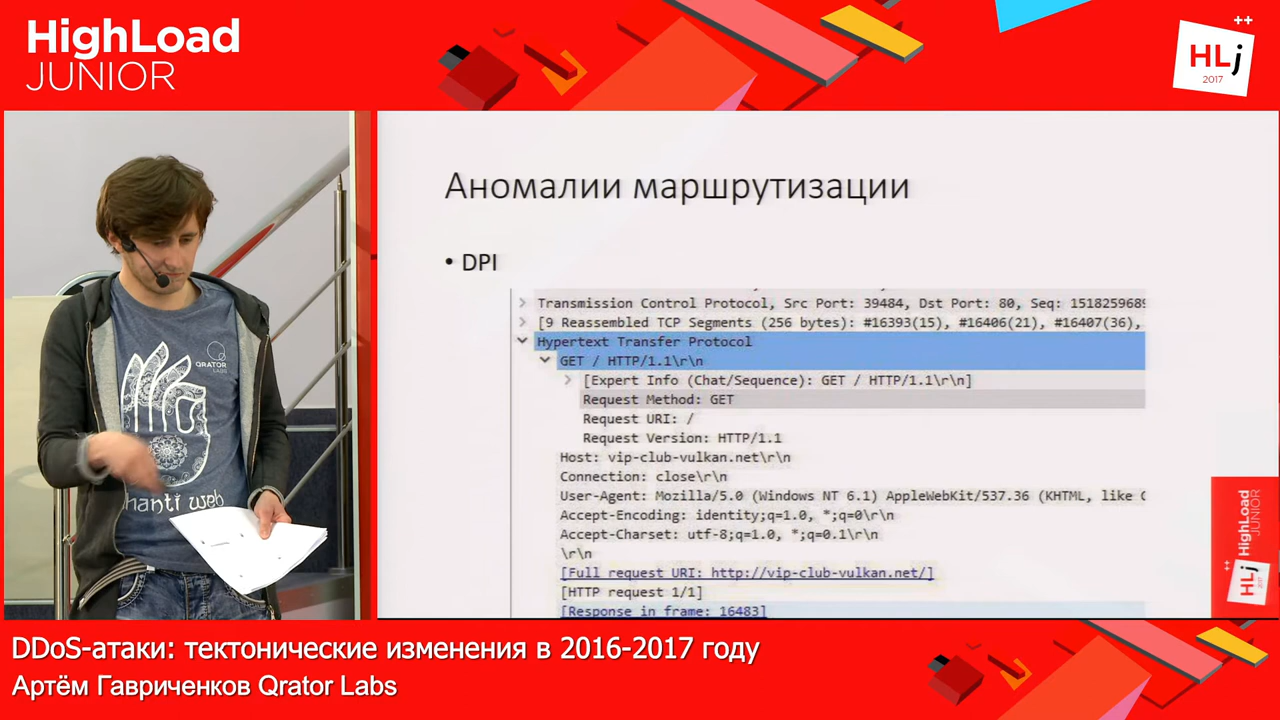 HighLoad
JUNIOR
++
HLj
2017
QRATOR
LABS
hanti web
Аномалии маршрутизации
• DPI
Transmission Control Protocol, Src Port: 39484, Dst Port: 80, Seq: 151825968
[9 Reassembled TCP Segments (256 bytes): #16393(15), #16406(21), #16407(36),
Hypertext Transfer Protocol
GET / HTTP/1.1\r\n
[Expert Info (Chat/Sequence): GET / HTTP/1.1\r\n]
Request Method: GET
Request URI: /
Request Version: HTTP/1.1
Host: vip-club-vulkan.net\r\n
Connection: close\r\n
User-Agent: Mozilla/5.0 (Windows NT 6.1) AppleWebKit/537.36 (KHTML, like
Accept-Encoding: identity;q=1.0, *;q=0\r\n
Accept-Charset: utf-8;q=1.0, *;q=0.1\r\n
\r\n
[Full request URI: http://vip-club-vulkan.net/]
[HTTP request 1/1]
[Response in frame: 16483]
HighLoad
JUNIOR
++
HLj
2017
DDoS-атаки: тектонические изменения в 2016-2017 году
Артём Гавриченков Qrator Labs